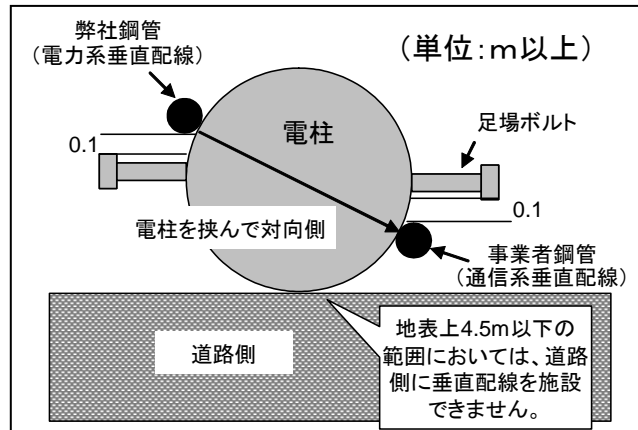 弊社鋼管
(電力系垂直配線)
(単位:m以上)
足場ボルト
電柱
0.1
電柱を挟んで対向側
0.1
事業者鋼管
(通信系垂直配線)
道路側
地表上4.5m以下の
範囲においては、道路
側に垂直配線を施設
できません。